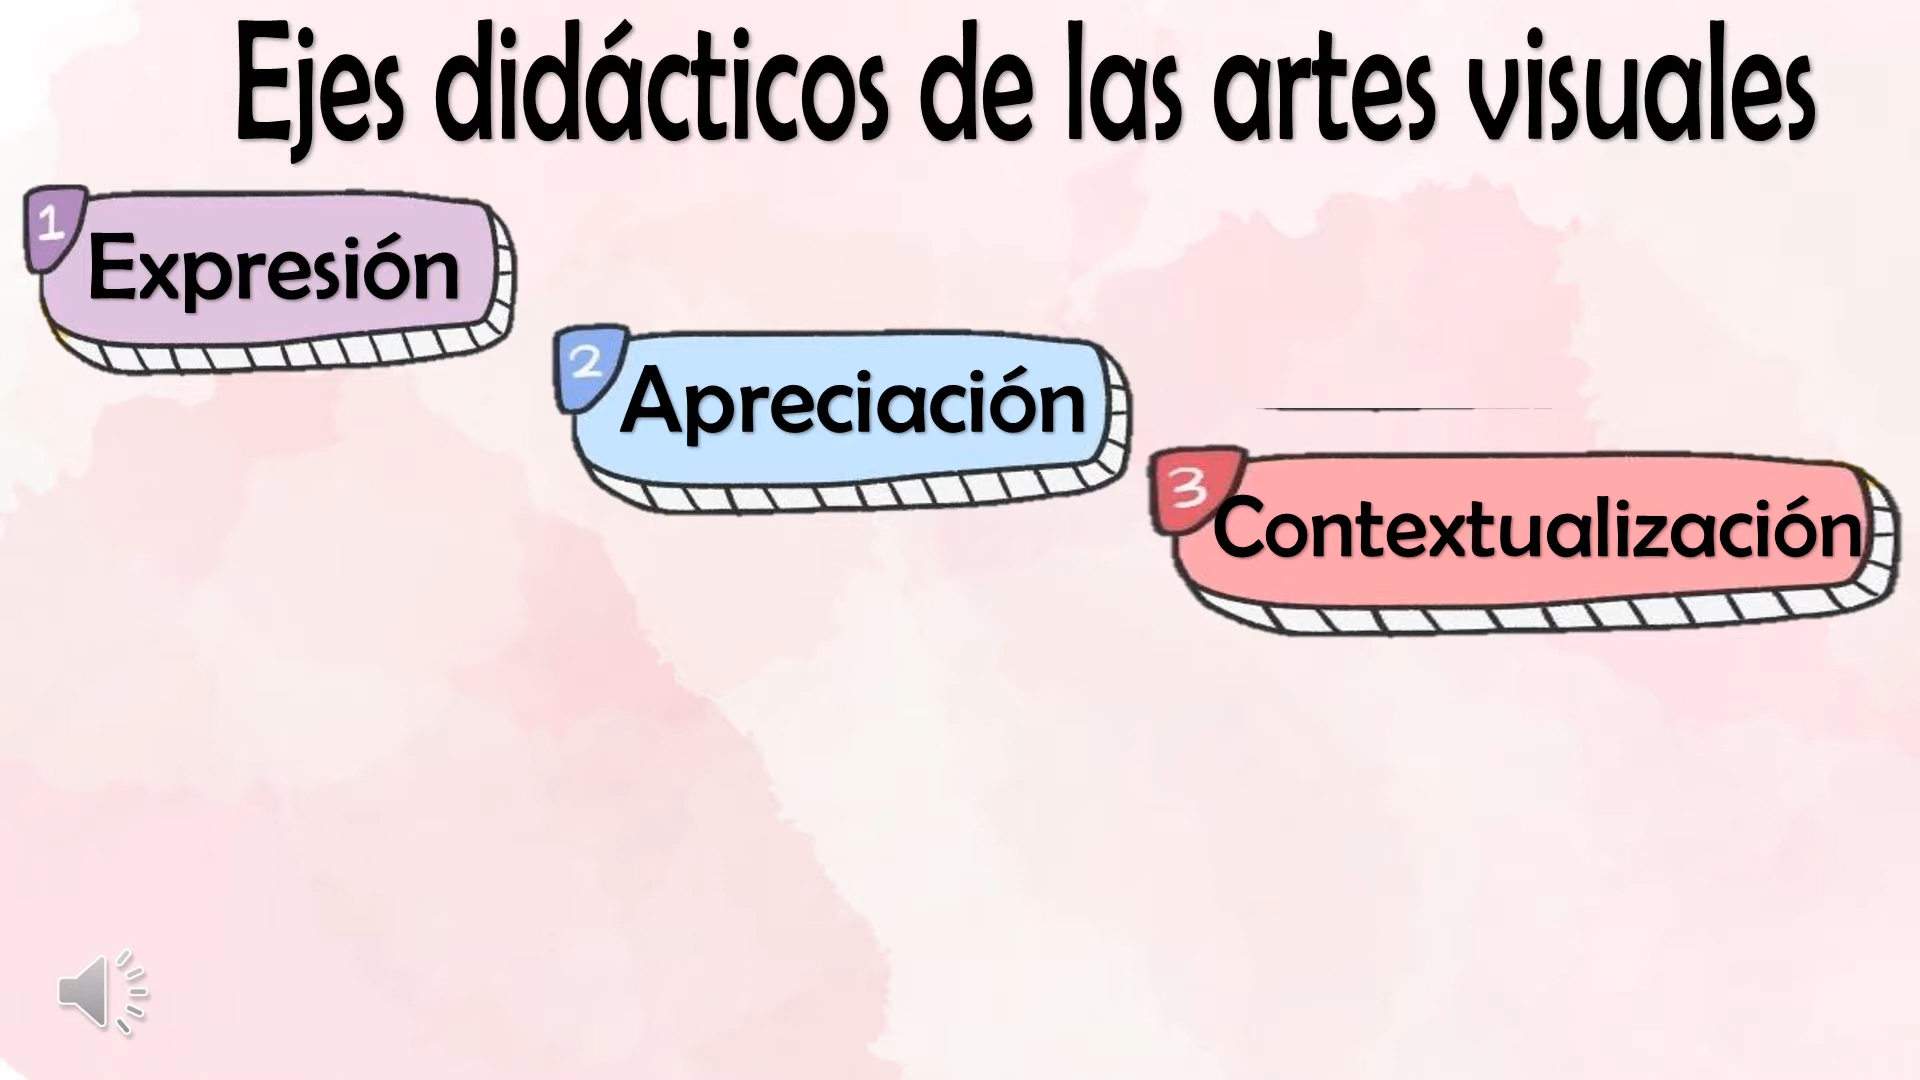 Ejes didácticos de las artes visuales
1
Expresión
2
Apreciación
3
Contextualización